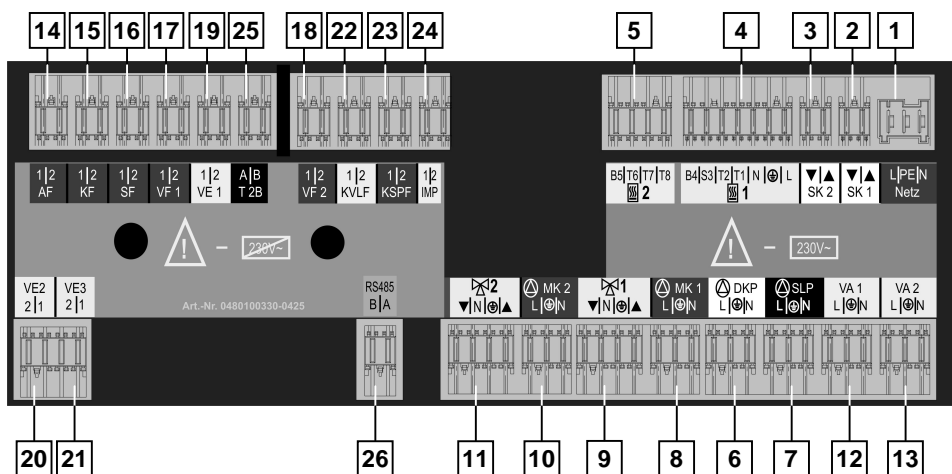 14 15 16 17 19 25 18 22 23 24 5 4 3 2 1
1|2 1|2 1|2 1|2 1|2 A|B 1|2 1|2 1|2 1|2 B5|T6|T7|T8 B4|S3|T2|T1|N|⏚|L ▼|▲ ▼|▲ L|PE|N
AF KF SF VF 1 VE 1 T 2B VF 2 KVLF KSPF IMP 2 1 SK 2 SK 1 Netz
! - 230V~ ! - 230V~
VE2 VE3 RS485 2 MK 2 1 MK 1 DKP SLP VA 1 VA 2
2|1 2|1 B|A ▼|N|⏚|▲ L|⏚|N ▼|N|⏚|▲ L|⏚|N L|⏚|N L|⏚|N L|⏚|N L|⏚|N
Art.-Nr. 0480100330-0425
20 21 26 11 10 9 8 6 7 12 13